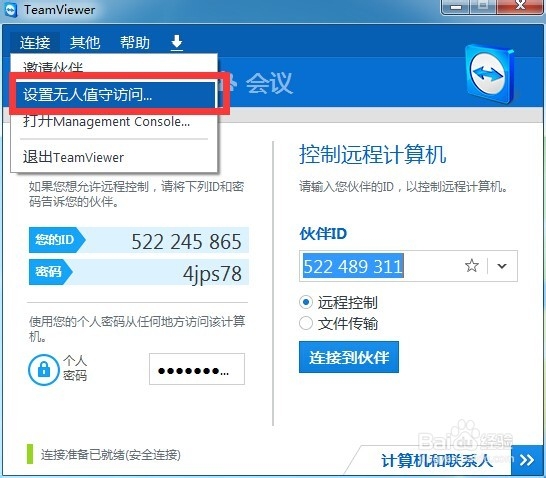 TeamViewer
连接 其他 帮助
邀请伙伴
设置无人值守访问...
会议
打开Management Console...
退出TeamViewer
如果您想允许远程控制，请将下列ID和密
码告诉您的伙伴。
您的ID 522 245 865
密码 4jps78
使用您的个人密码从任何地方访问该计算
机。
个人
密码
●●●●●●●...
控制远程计算机
请输入您伙伴的ID，以控制远程计算机。
伙伴ID
522 489 311
远程控制
文件传输
连接到伙伴
连接准备已就绪(安全连接)
计算机和联系人
Baidu 经验